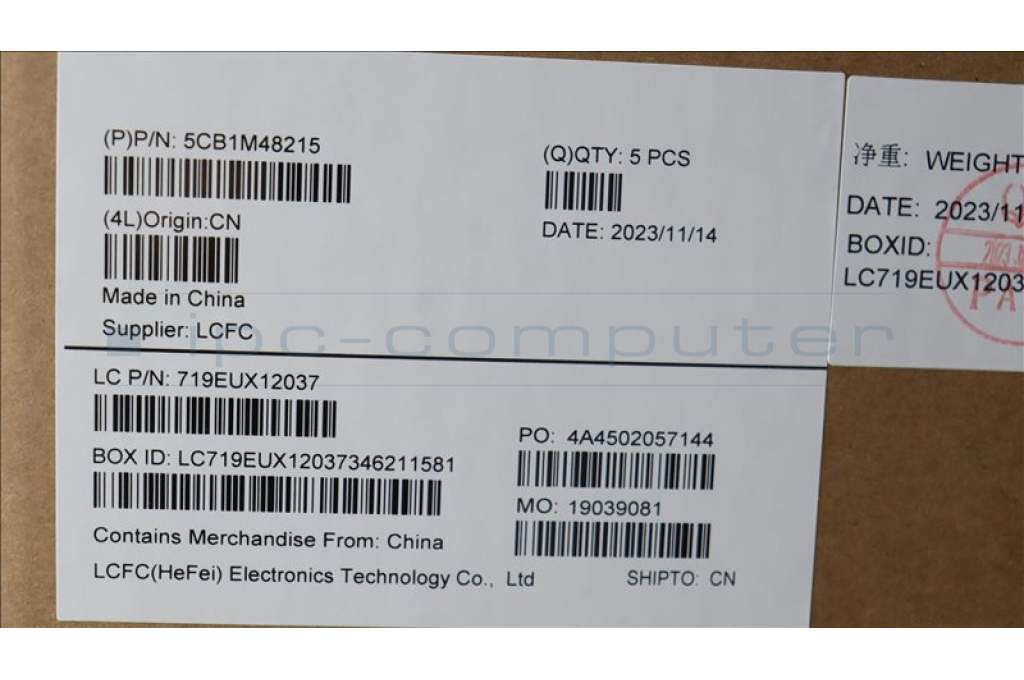 (P)P/N: 5CB1M48215
(4L)Origin:CN
Made in China
Supplier: LCFC
(Q)QTY: 5 PCS
DATE: 2023/11/14
净重: WEIGHT
DATE: 2023/11
BOXID:
LC719EUX1203
PA
ipc-computer
LC P/N: 719EUX12037
BOX ID: LC719EUX12037346211581
Contains Merchandise From: China
LCFC(HeFei) Electronics Technology Co., Ltd
PO: 4A4502057144
MO: 19039081
SHIPTO: CN